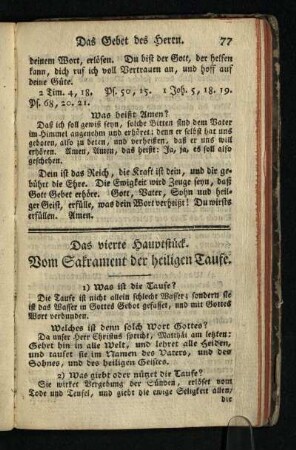 Das Gebet des Herrn. 77
deinem Wort, erlösen. Du bist der Gott, der helfen
kann, dich ruf ich voll Vertrauen an, und hoff auf
deine Güte.
2 Tim. 4, 18. Ps. 50, 15. 1 Joh. 5, 18. 19.
Ps. 68, 20. 21.
Was heißt Amen?
Daß ich soll gewiß seyn, solche Bitten sind dem Vater
im Himmel angenehm und erhöret: denn er selbst hat uns
geboten, also zu beten, und verheißen, daß er uns will
erhören. Amen, Amen, das heißt: Ja, ja, es soll also
geschehen.
Dein ist das Reich, die Kraft ist dein, und die ge-
bührt die Ehre. Die Ewigkeit wird Zeuge seyn, daß
Gott Gebet erhöre. Gott, Vater, Sohn und heili-
ger Geist, erfülle, was dein Wort verheißt! Du wirsts
erfüllen. Amen.
Das vierte Hauptstück.
Vom Sakrament der heiligen Taufe.
1) Was ist die Taufe?
Die Taufe ist nicht allein schlecht Wasser, sondern sie
ist das Wasser in Gottes Gebot gefasset, und mit Gottes
Wort verbunden.
Welches ist denn solch Wort Gottes?
Da unser Herr Christus spricht, Matthäi am letzten:
Gehet hin in alle Welt, und lehret alle Heiden,
und taufet sie im Namen des Vaters, und des
Sohnes, und des heiligen Geistes.
2) Was giebt oder nützet die Taufe?
Sie wirket Vergebung der Sünden, erlöset vom
Tode und Teufel, und giebt die ewige Seligkeit allen,
die